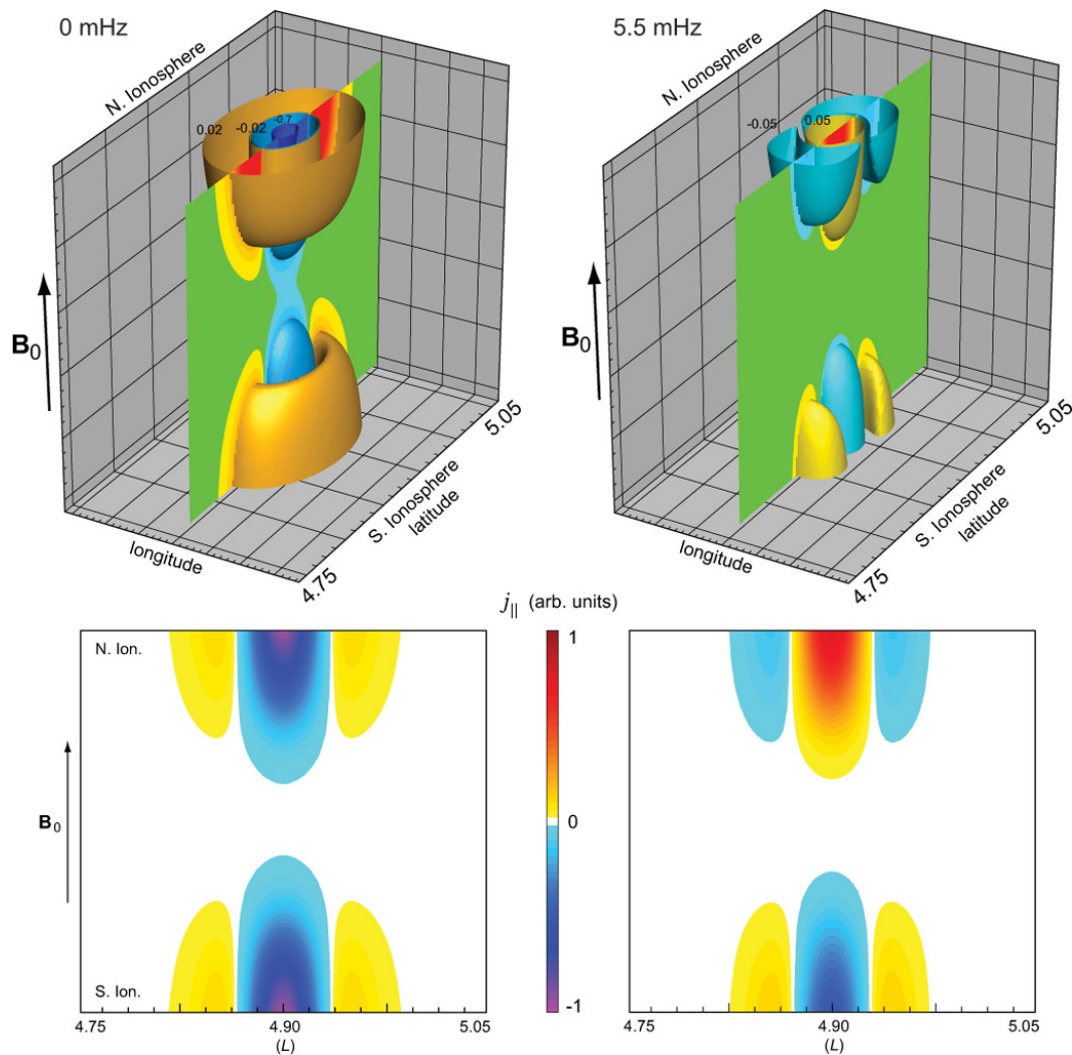 0 mHz
N. Ionosphere
0.02
-0.02
-0.7
B0
5.05
S. Ionosphere
latitude
longitude
4.75
5.5 mHz
N. Ionosphere
-0.05
0.05
B0
5.05
S. Ionosphere
latitude
longitude
4.75
j|| (arb. units)
N. Ion.
B0
S. Ion.
4.75
4.90
5.05
(L)
1
0
-1
4.75
4.90
5.05
(L)